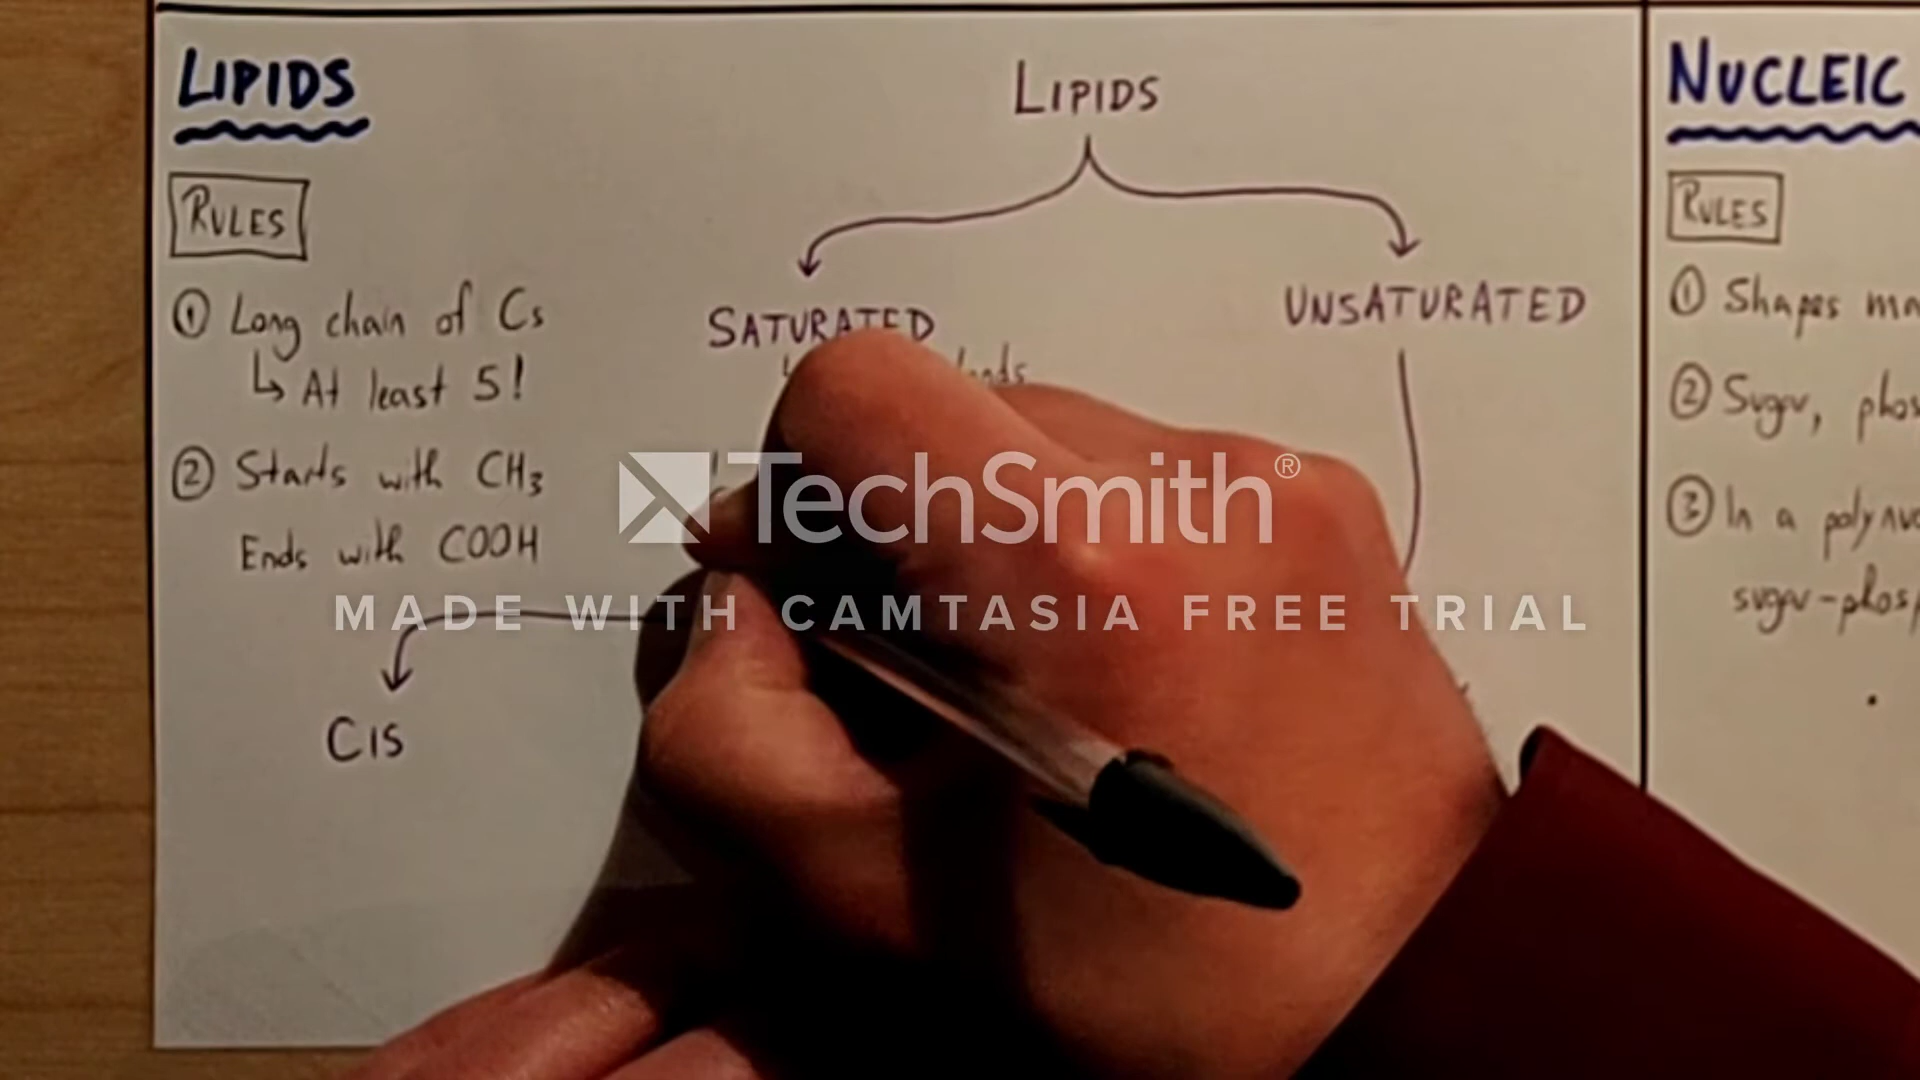 LIPIDS
RULES
① Long chain of Cs
↳ At least 5!
② Starts with CH3
Ends with COOH
CIS
LIPIDS
SATURATED
UNSATURATED
TechSmith®
MADE WITH CAMTASIA FREE TRIAL
NUCLEIC
RULES
① Shapes
② Sugar,
③ In a